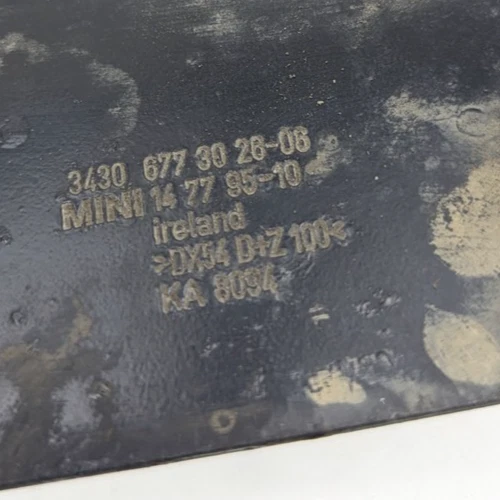 3430 677 30 26-06
MINI 14 77 95-10
ireland
>DX54 D+Z 100<
KA 8094